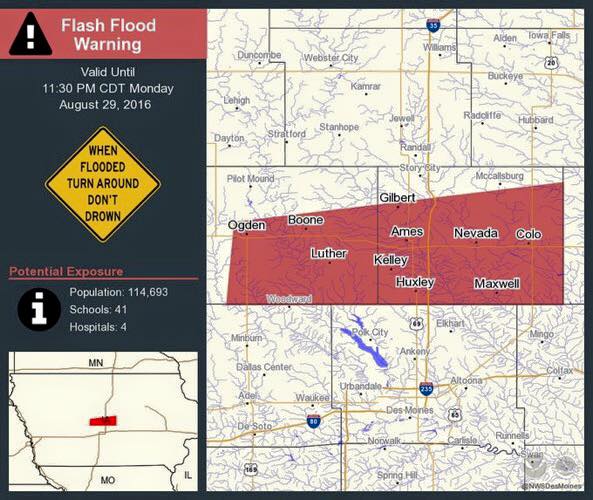 Flash Flood
Warning
Valid Until
11:30 PM CDT Monday
August 29, 2016
WHEN
FLOODED
TURN AROUND
DON'T
DROWN
Potential Exposure
Population: 114,693
Schools: 41
Hospitals: 4
MN
IA
MO
IL
35
Alden
Iowa Falls
Duncombe
Webster City
Williams
20
Buckeye
Kamrar
Lehigh
Jewell
Radcliffe
Hubbard
Dayton
Stratford
Stanhope
Randall
Story City
Pilot Mound
Mccallsburg
Gilbert
Ogden
Boone
Ames
Nevada
Colo
Luther
Kelley
Huxley
Maxwell
Woodward
69
Elkhart
Polk City
Minburn
Mingo
Ankeny
Dallas Center
Colfax
Urbandale
Altoona
235
Adel
Waukee
Des Moines
65
80
De Soto
Norwalk
Carlisle
Runnells
Swan
169
Spring Hill
@NWSDesMoines